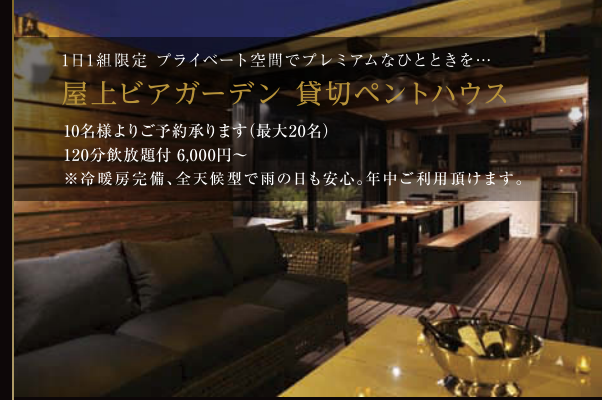 1日1組限定 プライベート空間でプレミアムなひとときを…
屋上ビアガーデン 貸切ペントハウス
10名様よりご予約承ります(最大20名)
120分飲放題付 6,000円〜
※冷暖房完備、全天候型で雨の日も安心。年中ご利用頂けます。